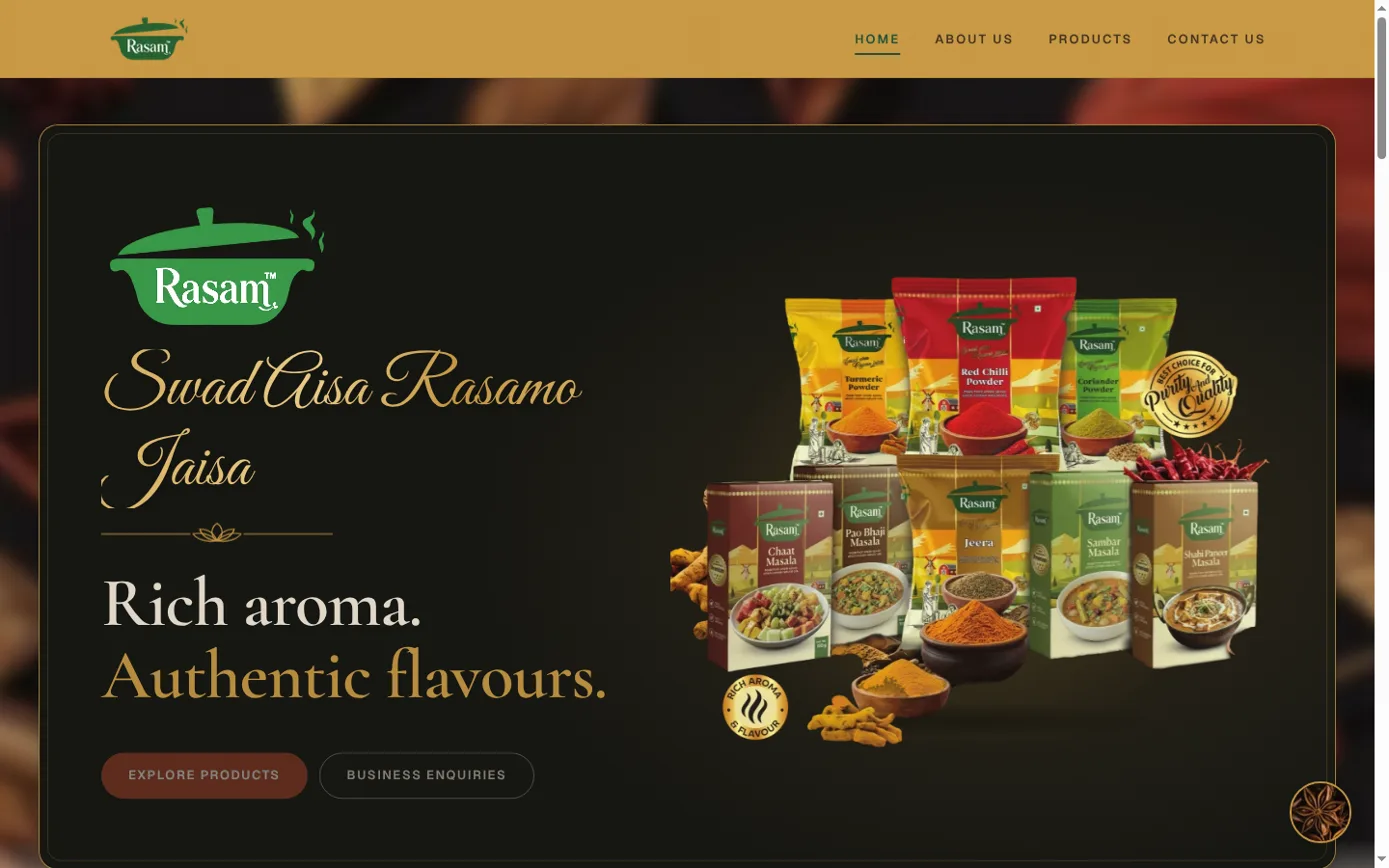 Rasam
HOME
ABOUT US
PRODUCTS
CONTACT US
Rasam™
Swad Aisa Rasamo
Jaisa
Rich aroma.
Authentic flavours.
EXPLORE PRODUCTS
BUSINESS ENQUIRIES
Rasam
Turmeric
Powder
Rasam
Red Chilli
Powder
Rasam
Coriander
Powder
BEST CHOICE FOR
Purity And
Quality
Rasam
Chaat
Masala
Rasam
Pao Bhaji
Masala
Rasam
Jeera
Rasam
Sambar
Masala
Rasam
Shahi Paneer
Masala
RICH AROMA
& FLAVOUR